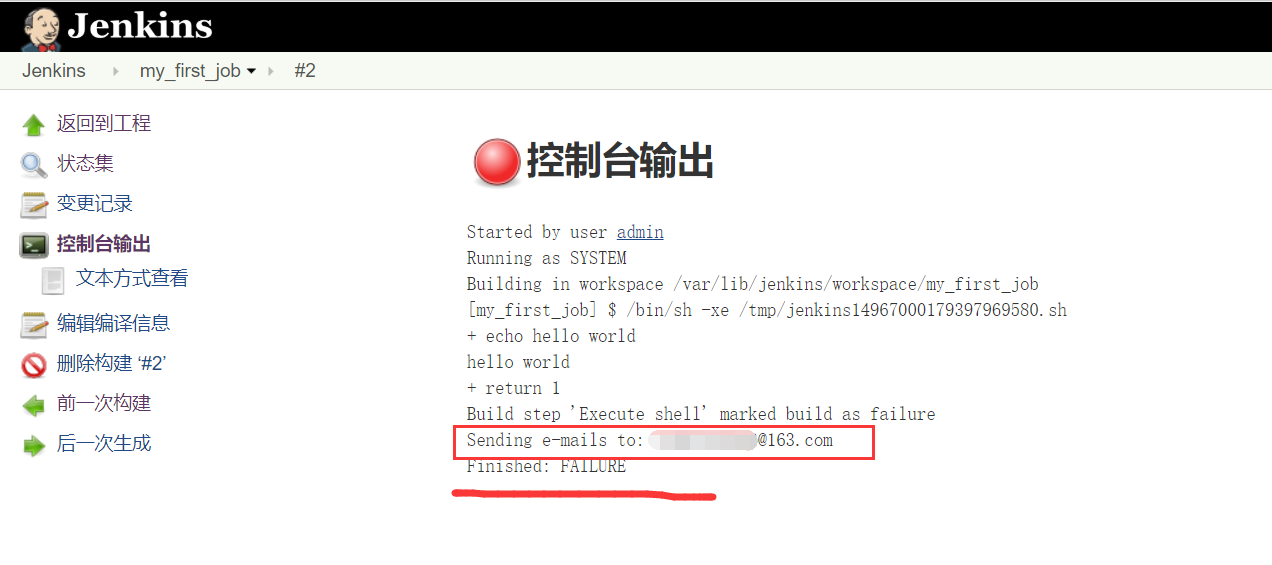 Jenkins
Jenkins my_first_job #2
返回到工程
状态集
变更记录
控制台输出
文本方式查看
编辑编译信息
删除构建 ‘#2’
前一次构建
后一次生成
控制台输出
Started by user admin
Running as SYSTEM
Building in workspace /var/lib/jenkins/workspace/my_first_job
[my_first_job] $ /bin/sh -xe /tmp/jenkins14967000179397969580.sh
+ echo hello world
hello world
+ return 1
Build step 'Execute shell' marked build as failure
Sending e-mails to: @163.com
Finished: FAILURE